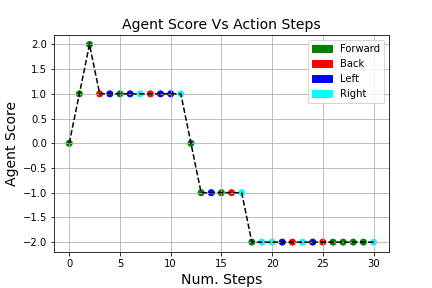 Agent Score Vs Action Steps
2.0
1.5
1.0
0.5
0.0
−0.5
−1.0
−1.5
−2.0
Agent Score
Forward
Back
Left
Right
0 5 10 15 20 25 30
Num. Steps